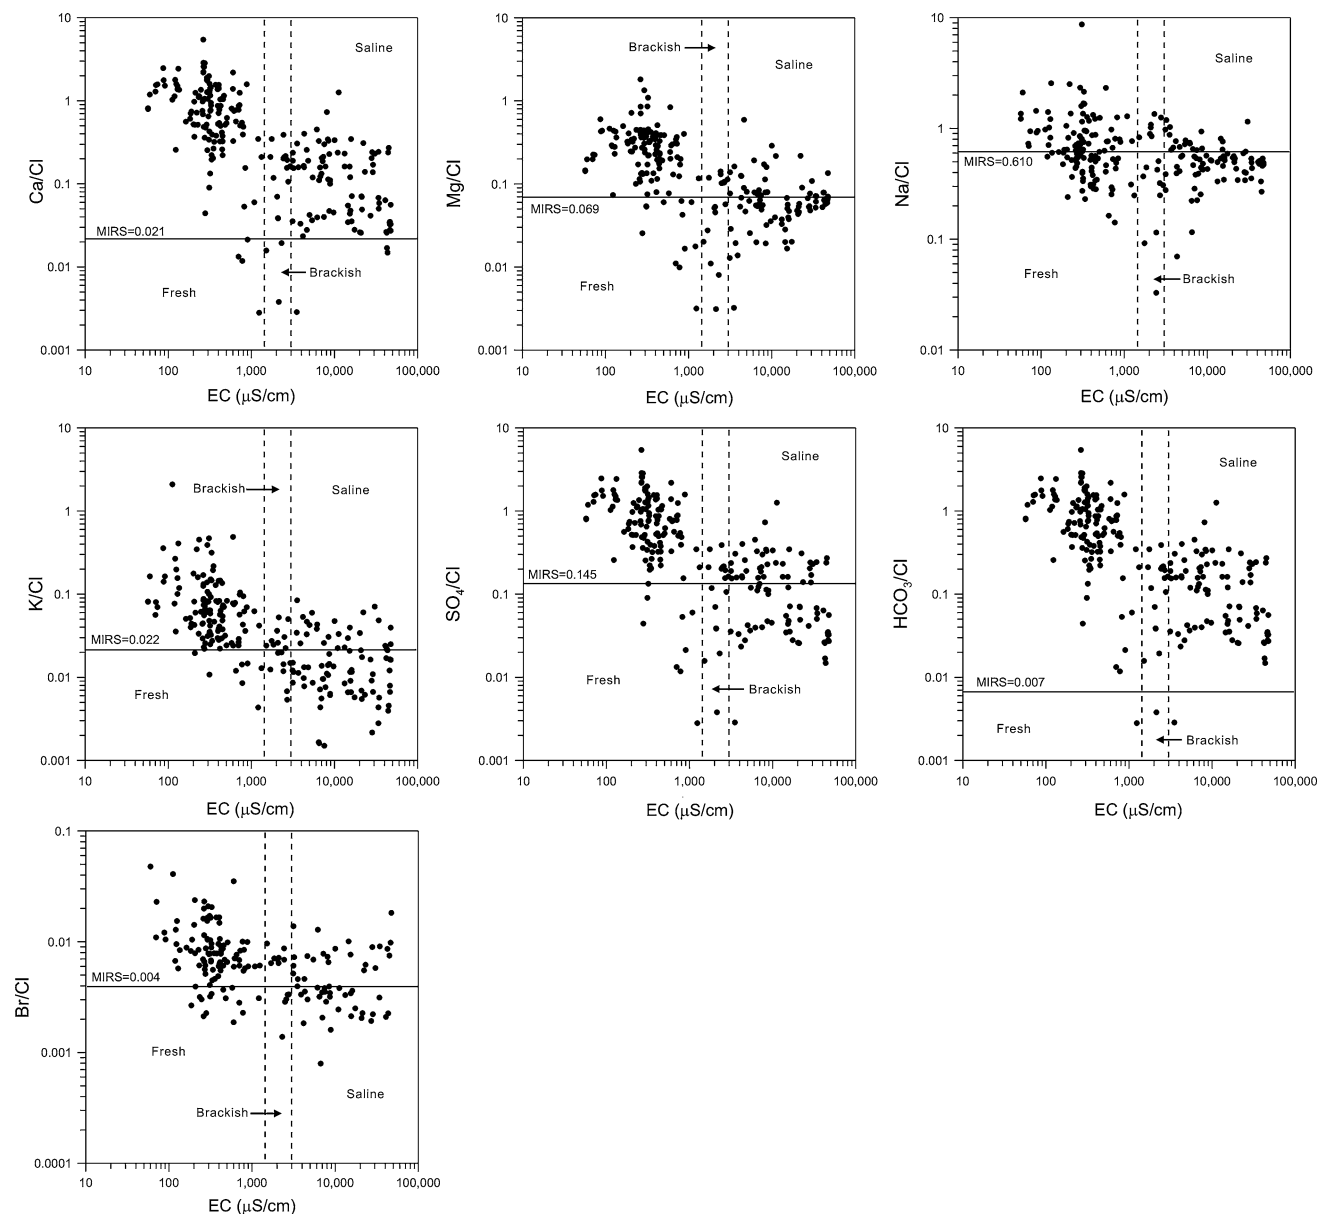 10
1
0.1
0.01
0.001
Ca/Cl
Saline
MIRS=0.021
Brackish
Fresh
10 100 1,000 10,000 100,000
EC (µS/cm)
10
1
0.1
0.01
0.001
Mg/Cl
Brackish
Saline
MIRS=0.069
Fresh
10 100 1,000 10,000 100,000
EC (µS/cm)
10
1
0.1
0.01
Na/Cl
Saline
MIRS=0.610
Fresh
Brackish
10 100 1,000 10,000 100,000
EC (µS/cm)
10
1
0.1
0.01
0.001
K/Cl
Brackish
Saline
MIRS=0.022
Fresh
10 100 1,000 10,000 100,000
EC (µS/cm)
10
1
0.1
0.01
0.001
SO₄/Cl
Saline
MIRS=0.145
Fresh
Brackish
10 100 1,000 10,000 100,000
EC (µS/cm)
10
1
0.1
0.01
0.001
HCO₃/Cl
Saline
MIRS=0.007
Fresh
Brackish
10 100 1,000 10,000 100,000
EC (µS/cm)
0.1
0.01
0.001
0.0001
Br/Cl
MIRS=0.004
Fresh
Saline
Brackish
10 100 1,000 10,000 100,000
EC (µS/cm)